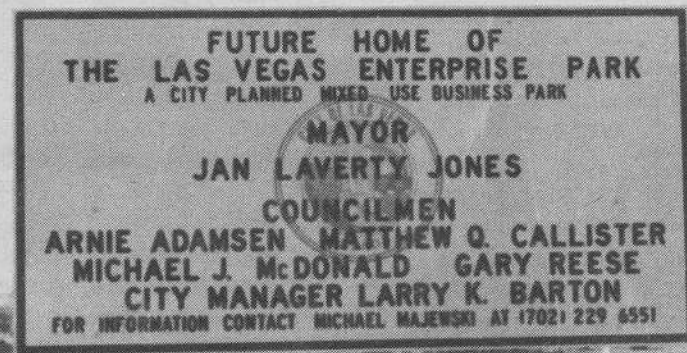 FUTURE HOME OF
THE LAS VEGAS ENTERPRISE PARK
A CITY PLANNED MIXED USE BUSINESS PARK
MAYOR
JAN LAVERTY JONES
COUNCILMEN
ARNIE ADAMSEN MATTHEW Q. CALLISTER
MICHAEL J. McDONALD GARY REESE
CITY MANAGER LARRY K. BARTON
FOR INFORMATION CONTACT MICHAEL MAJEWSKI AT (702) 229 6551